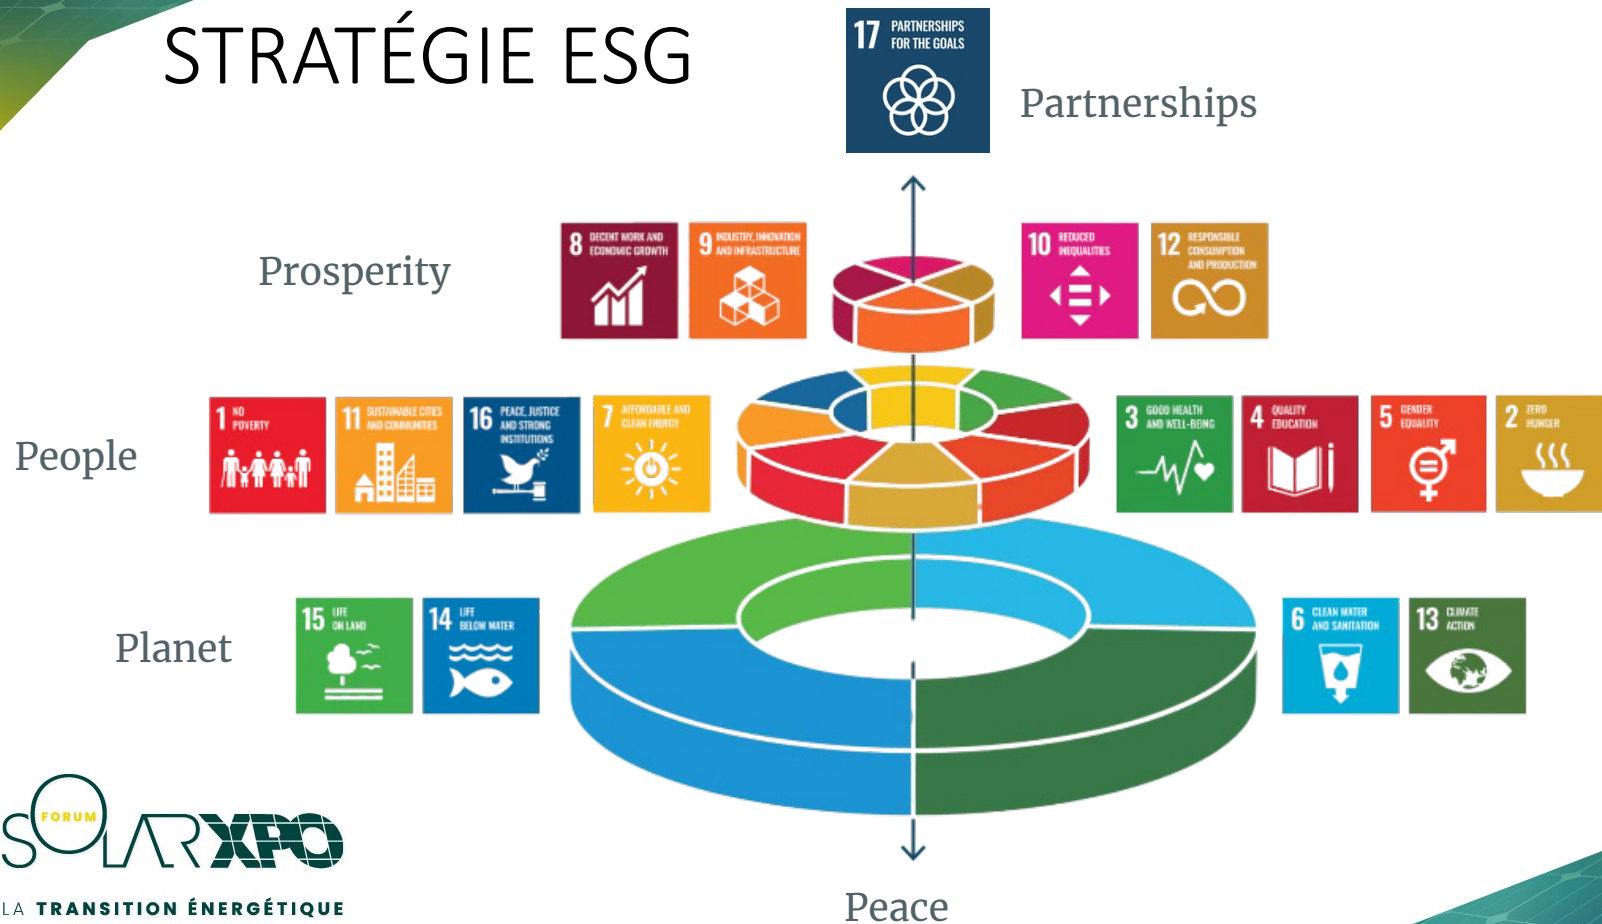 STRATÉGIE ESG
17 PARTNERSHIPS
FOR THE GOALS
Partnerships
Prosperity
8 DECENT WORK AND
ECONOMIC GROWTH
9 INDUSTRY, INNOVATION
AND INFRASTRUCTURE
10 REDUCED
INEQUALITIES
12 RESPONSIBLE
CONSUMPTION
AND PRODUCTION
People
1 NO
POVERTY
11 SUSTAINABLE CITIES
AND COMMUNITIES
16 PEACE, JUSTICE
AND STRONG
INSTITUTIONS
7 AFFORDABLE AND
CLEAN ENERGY
3 GOOD HEALTH
AND WELL-BEING
4 QUALITY
EDUCATION
5 GENDER
EQUALITY
2 ZERO
HUNGER
Planet
15 LIFE
ON LAND
14 LIFE
BELOW WATER
6 CLEAN WATER
AND SANITATION
13 CLIMATE
ACTION
FORUM
SOLARXPO
LA TRANSITION ÉNERGÉTIQUE
Peace